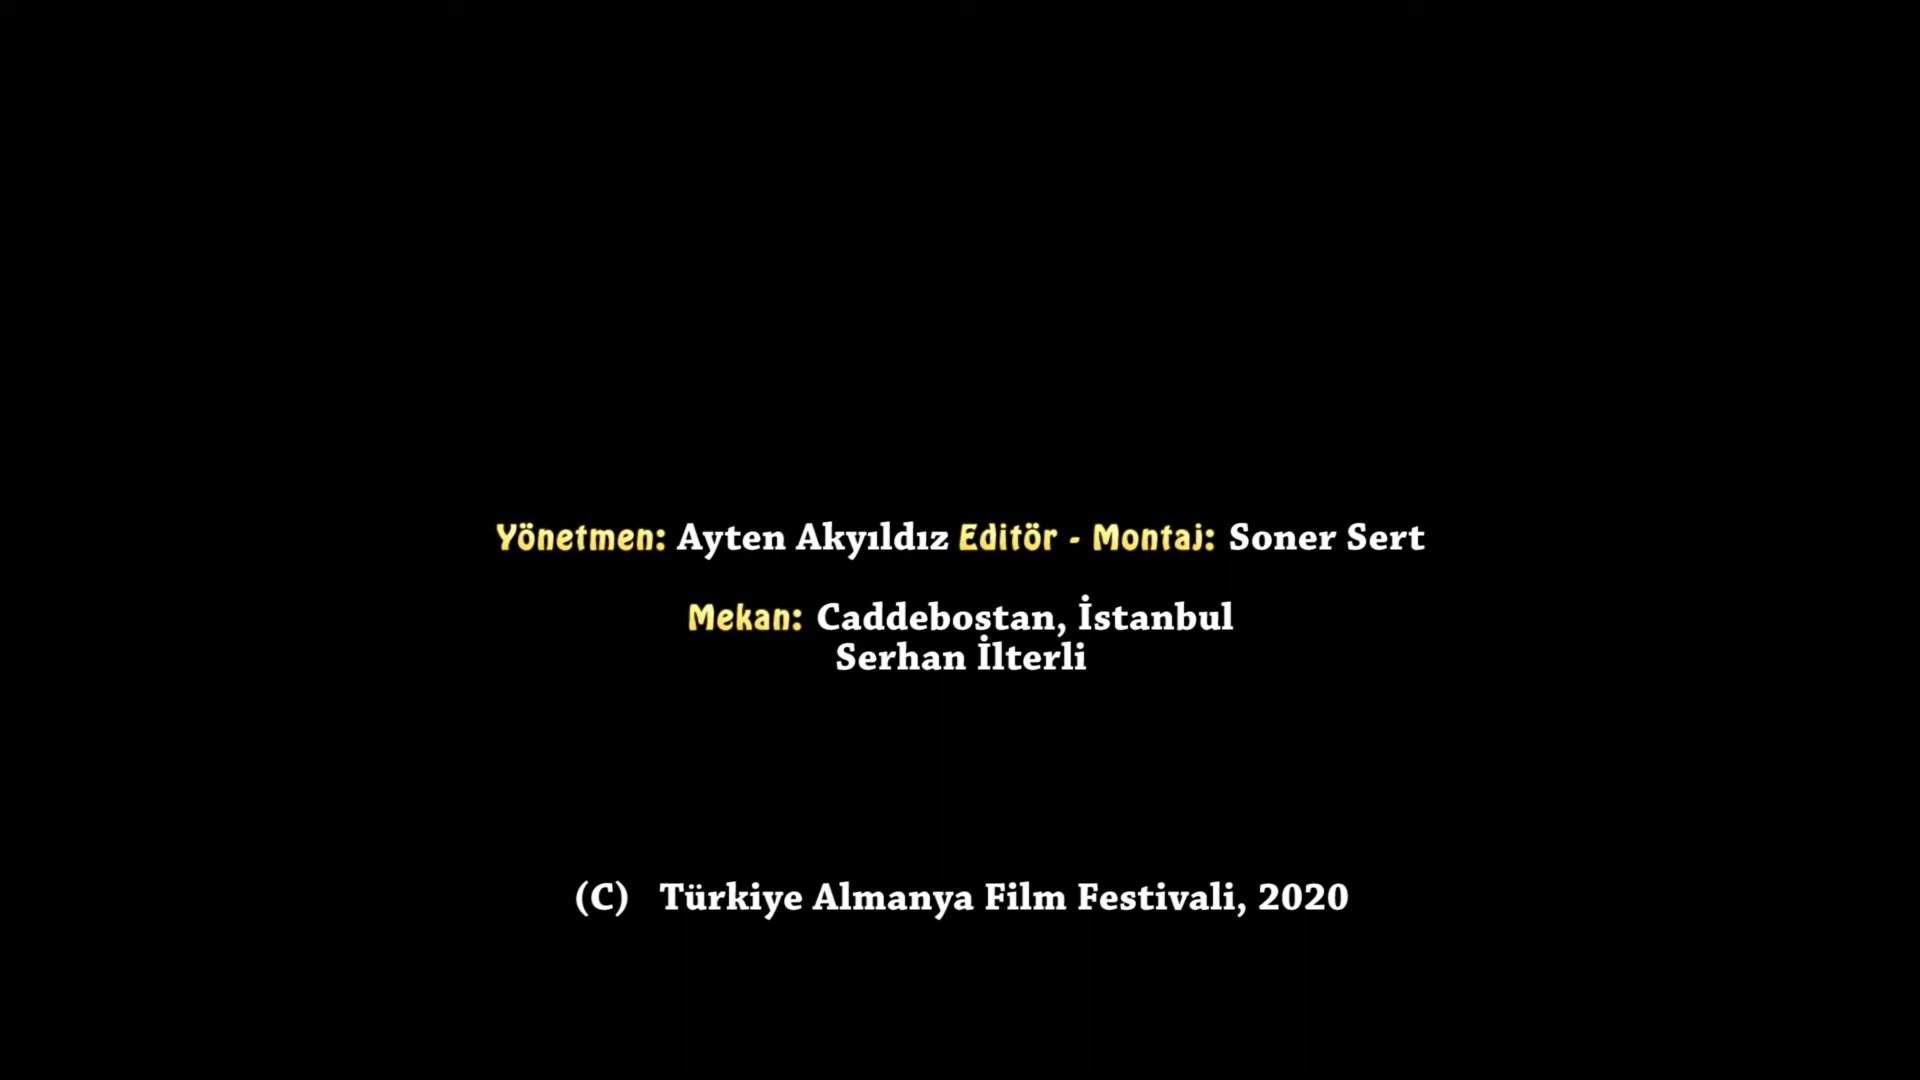 Yönetmen: Ayten Akyıldız Editör - Montaj: Soner Sert
Mekan: Caddebostan, İstanbul
Serhan İlterli
(C) Türkiye Almanya Film Festivali, 2020